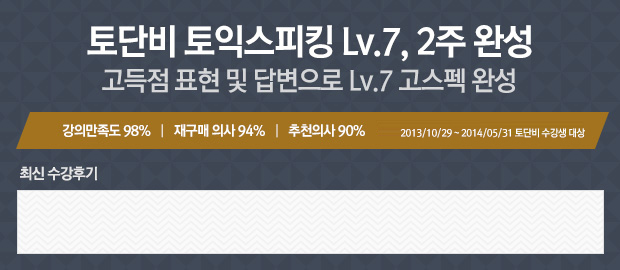 토단비 토익스피킹 Lv.7, 2주 완성
고득점 표현 및 답변으로 Lv.7 고스펙 완성
강의만족도 98% | 재구매 의사 94% | 추천의사 90% 2013/10/29 ~ 2014/05/31 토단비 수강생 대상
최신 수강후기